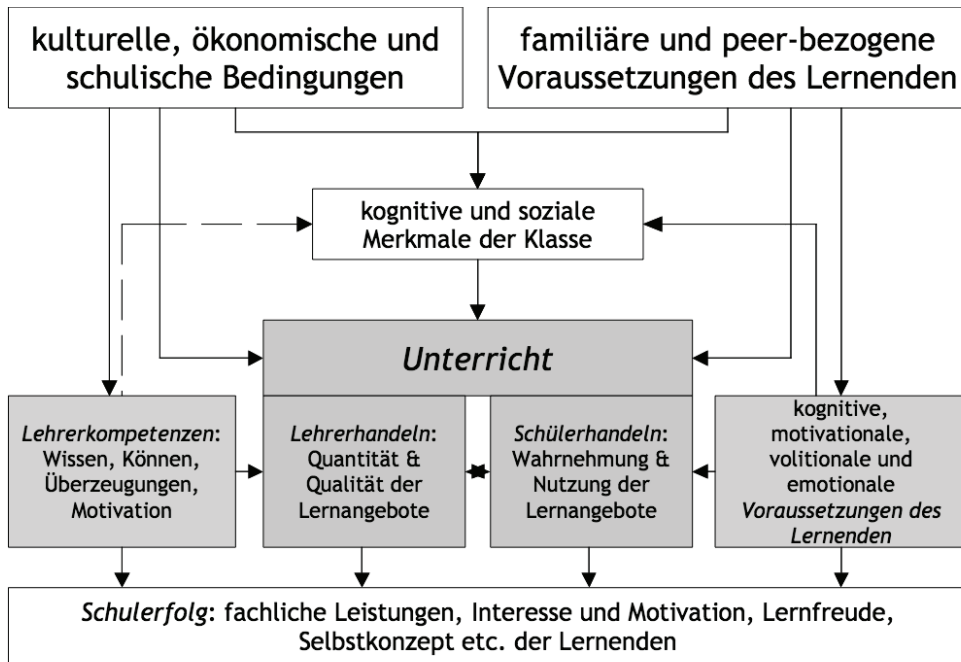 kulturelle, ökonomische und
schulische Bedingungen
familiäre und peer-bezogene
Voraussetzungen des Lernenden
kognitive und soziale
Merkmale der Klasse
Unterricht
Lehrerkompetenzen:
Wissen, Können,
Überzeugungen,
Motivation
Lehrerhandeln:
Quantität &
Qualität der
Lernangebote
Schülerhandeln:
Wahrnehmung &
Nutzung der
Lernangebote
kognitive,
motivationale,
volitionale und
emotionale
Voraussetzungen des
Lernenden
Schulerfolg: fachliche Leistungen, Interesse und Motivation, Lernfreude,
Selbstkonzept etc. der Lernenden